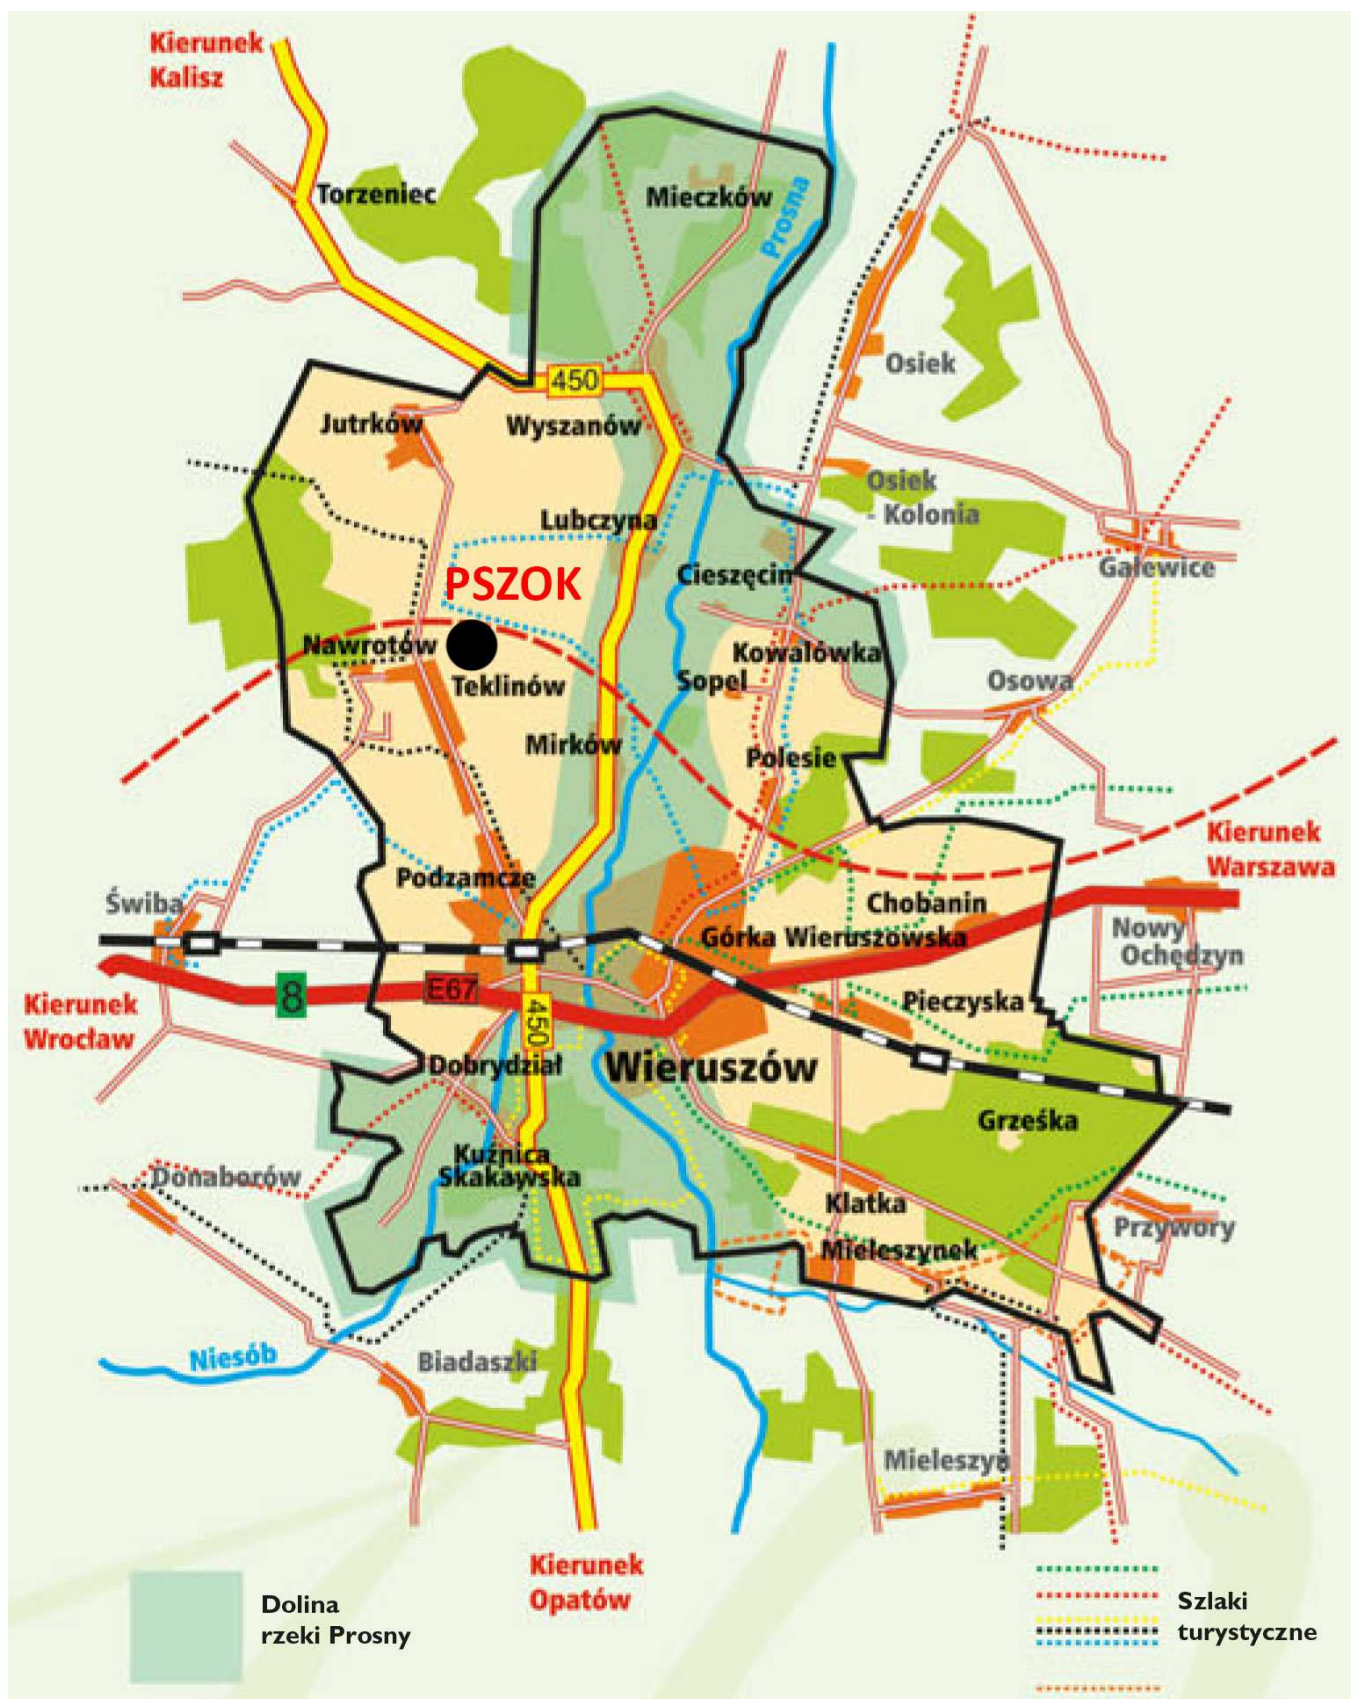 Kierunek
Kalisz
Torzeniec
Mieczków
Prosna
Osiek
450
Jutrków
Wyszanów
Osiek
- Kolonia
Lubczyna
Galewice
Cieszęcin
PSZOK
Nawrotów
Kowalówka
Teklinów
Sopel
Osowa
Mirków
Polesie
Kierunek
Warszawa
Podzamcze
Świba
Chobanin
Górka Wieruszowska
Nowy
Ochędzyn
Kierunek
Wrocław
8
E67
450
Pieczyska
Dobrydział
Wieruszów
Grześka
Kuźnica
Skakawska
Donaborów
Klatka
Przywory
Mieleszynek
Niesób
Biadaszki
Mieleszyn
Kierunek
Opatów
Dolina
rzeki Prosny
Szlaki
turystyczne